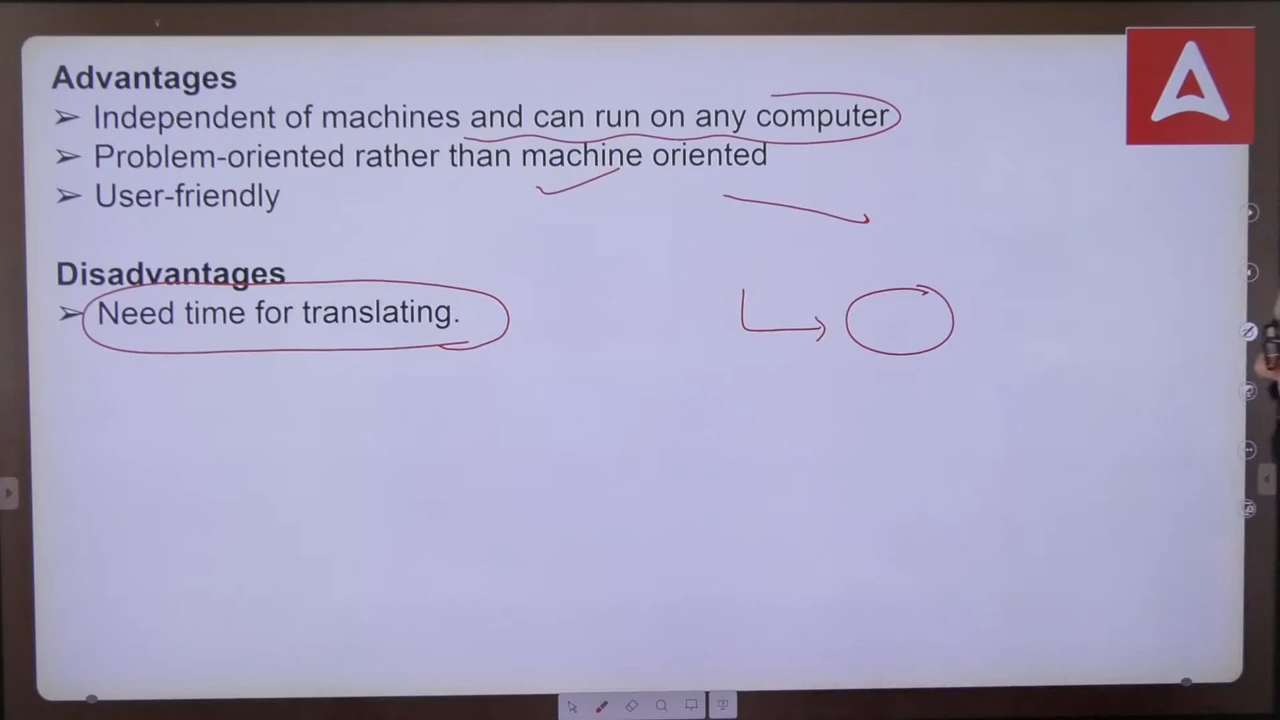 Advantages
➢ Independent of machines and can run on any computer
➢ Problem-oriented rather than machine oriented
➢ User-friendly
Disadvantages
➢ Need time for translating.